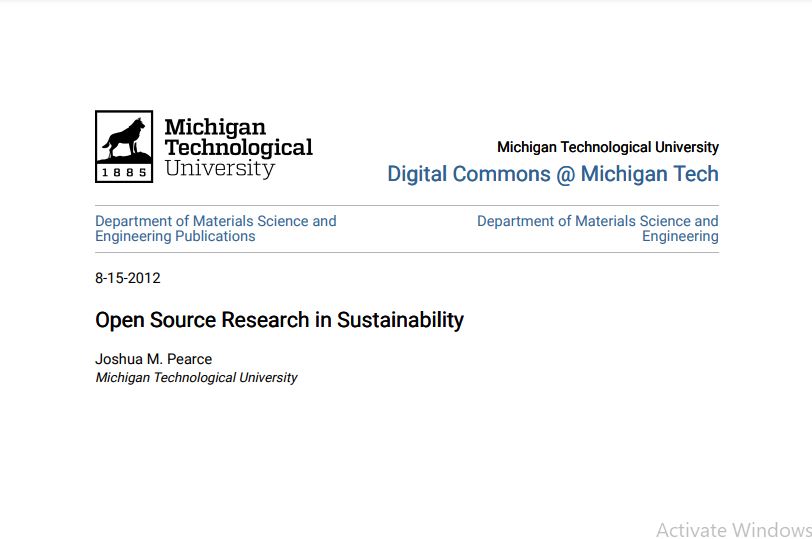 Michigan
Technological
University
1885
Michigan Technological University
Digital Commons @ Michigan Tech
Department of Materials Science and
Engineering Publications
Department of Materials Science and
Engineering
8-15-2012
Open Source Research in Sustainability
Joshua M. Pearce
Michigan Technological University
Activate Windows